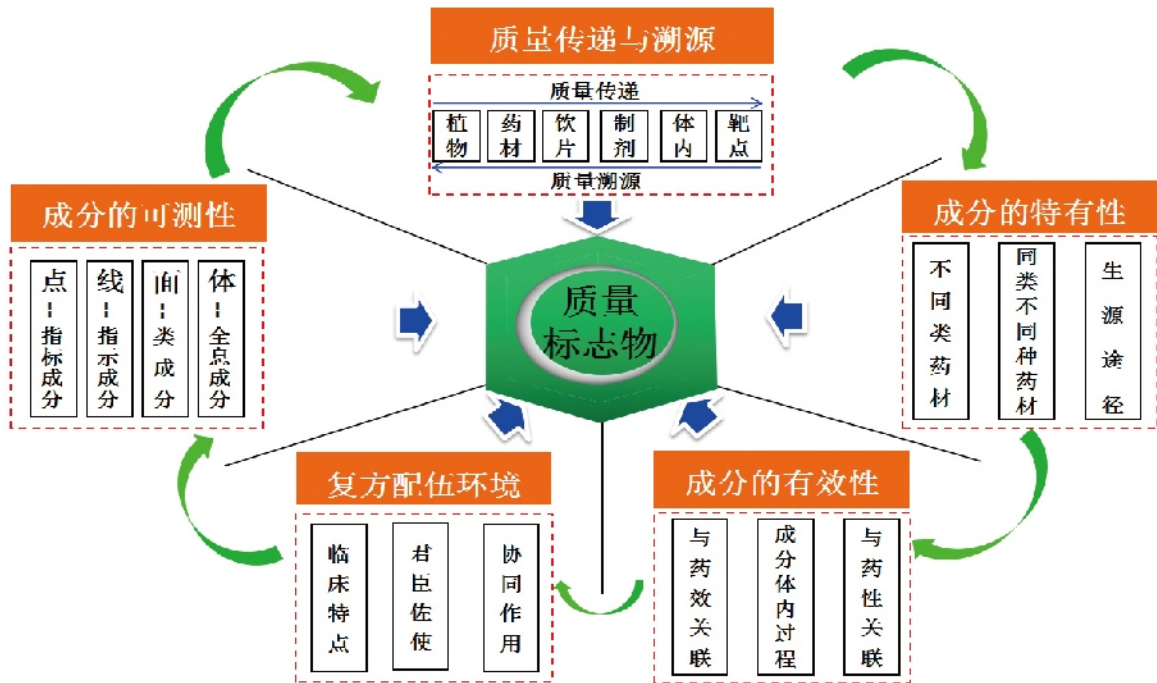 质量传递与溯源
质量传递
植物
药材
饮片
制剂
体内
靶点
质量溯源
成分的可测性
点--指标成分
线--指示成分
面--类成分
体--全息成分
成分的特有性
不同类药材
同类不同种药材
生源途径
质量
标志物
复方配伍环境
临床特点
君臣佐使
协同作用
成分的有效性
与药效关联
成分体内过程
与药性关联